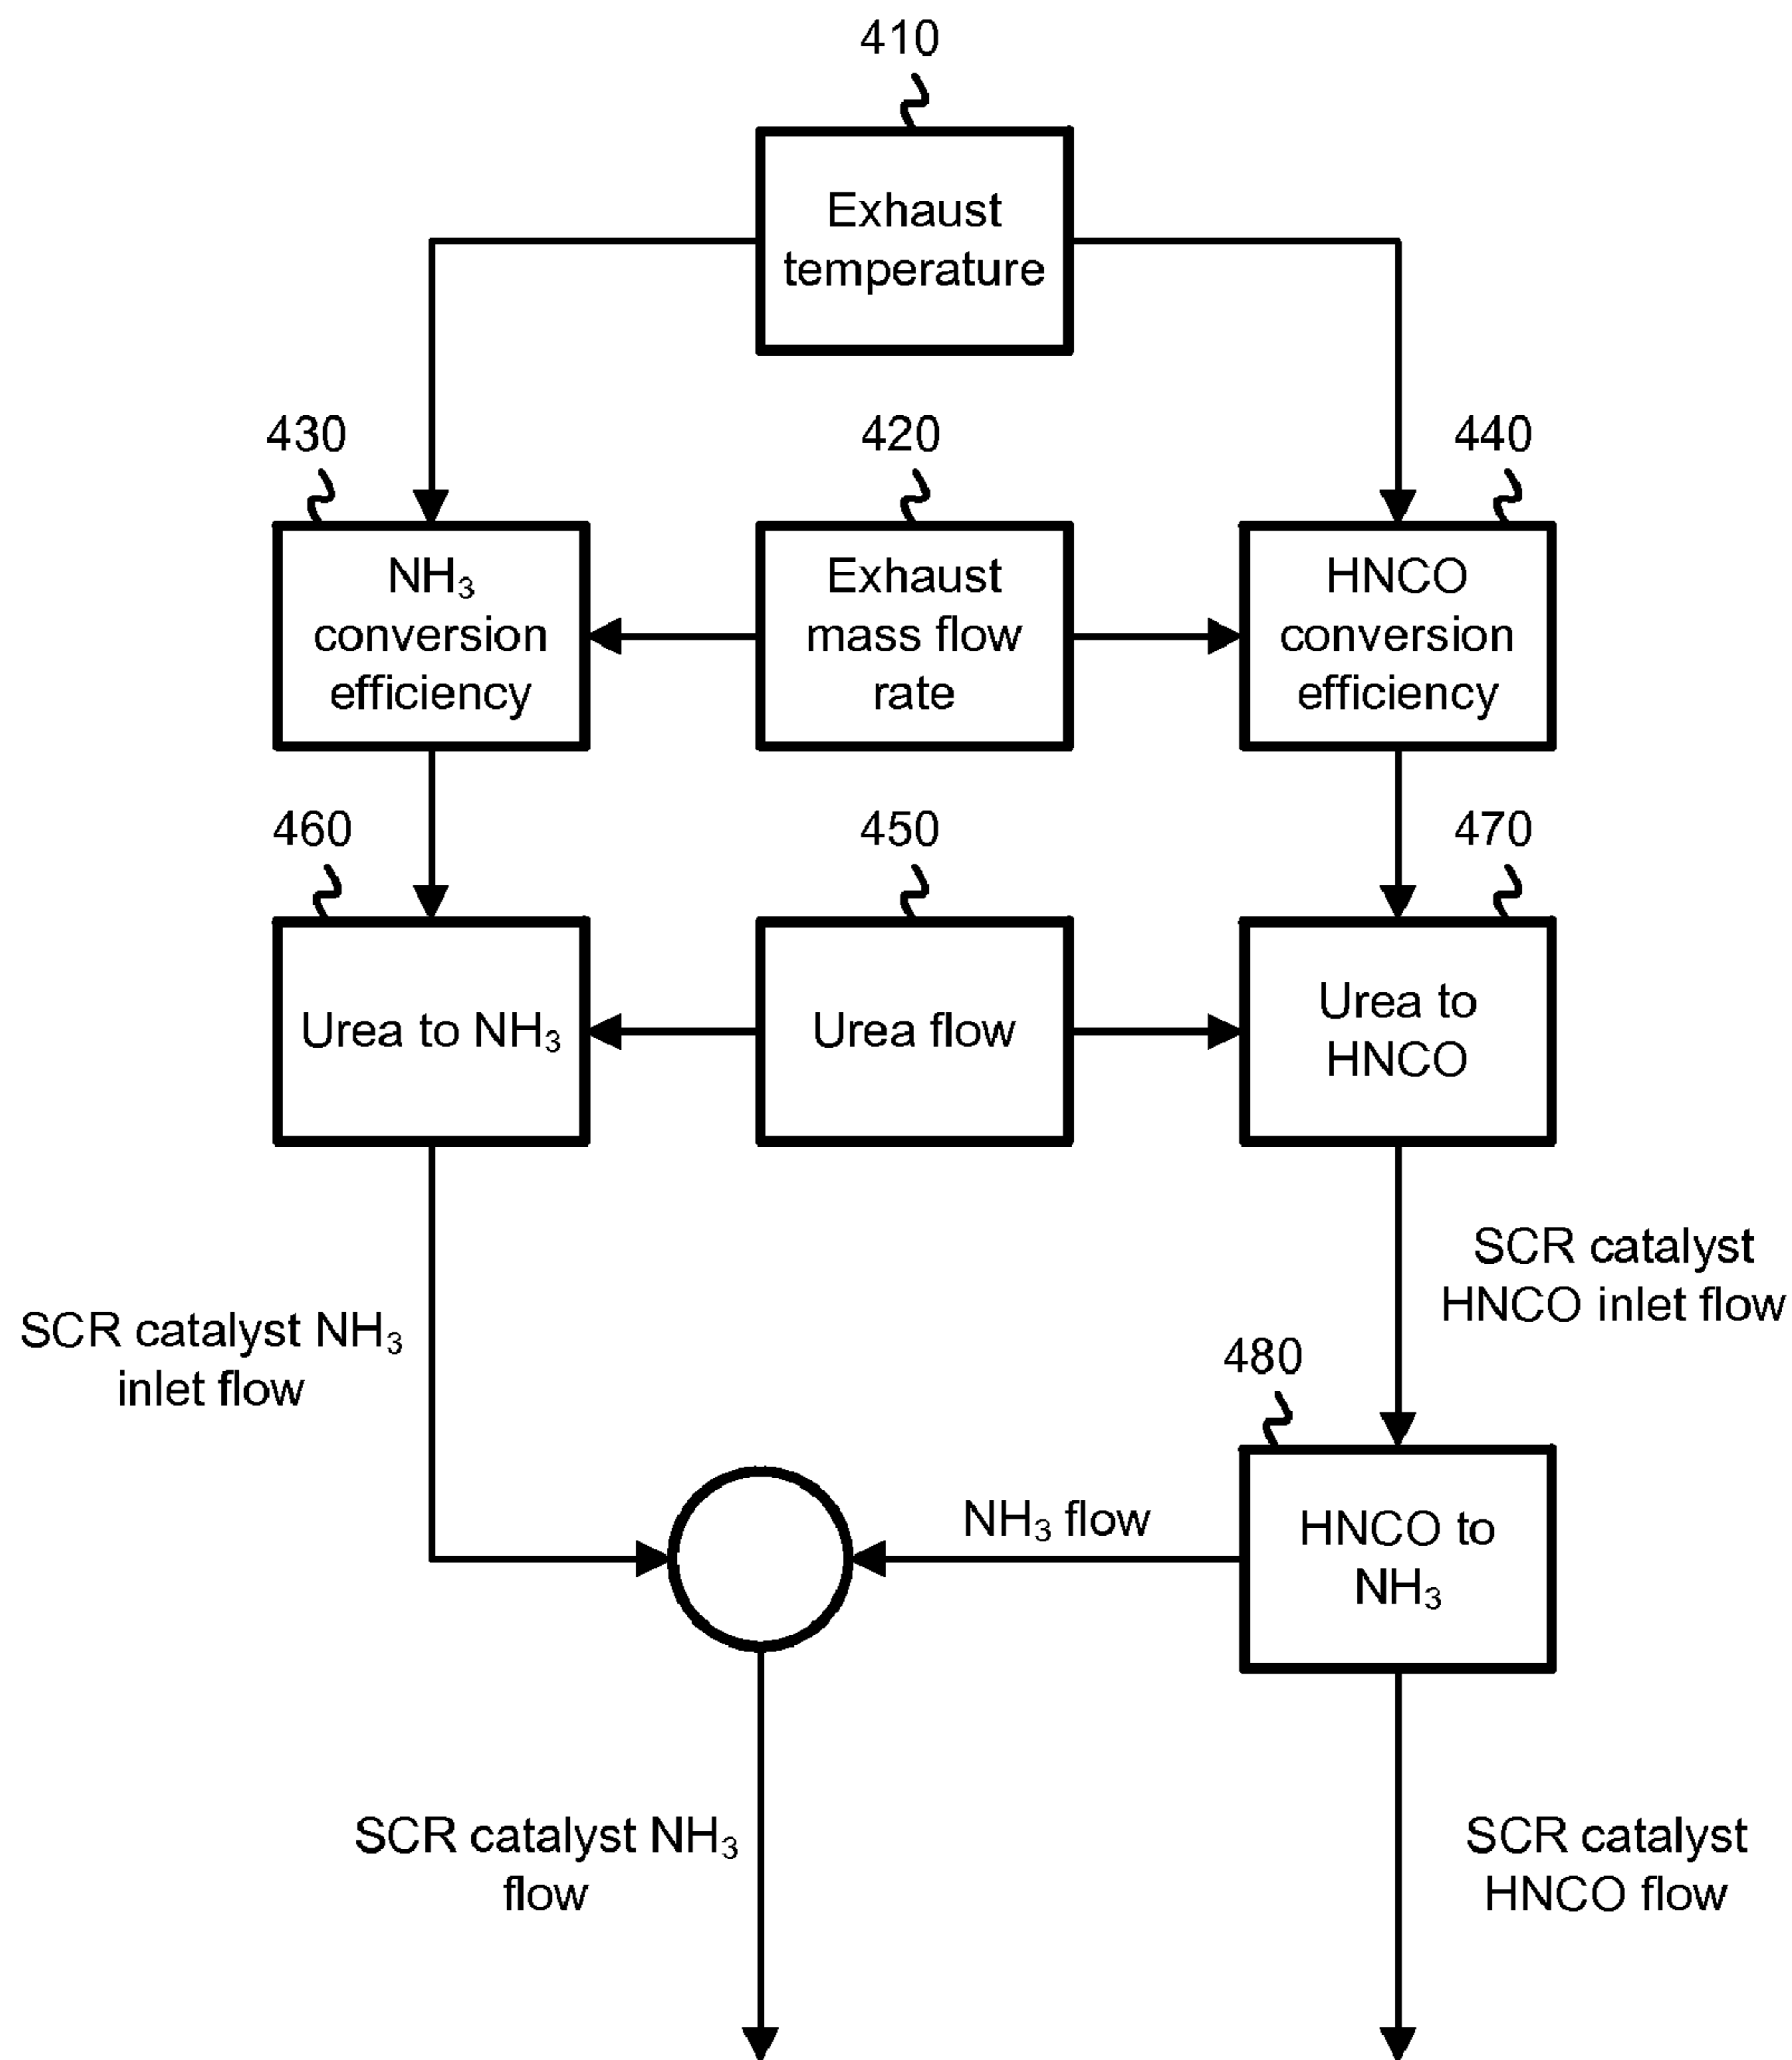 410
Exhaust
temperature
430
420
440
NH₃
conversion
efficiency
Exhaust
mass flow
rate
HNCO
conversion
efficiency
460
450
470
Urea to NH₃
Urea flow
Urea to
HNCO
SCR catalyst
HNCO inlet flow
SCR catalyst NH₃
inlet flow
480
NH₃ flow
HNCO to
NH₃
SCR catalyst NH₃
flow
SCR catalyst
HNCO flow